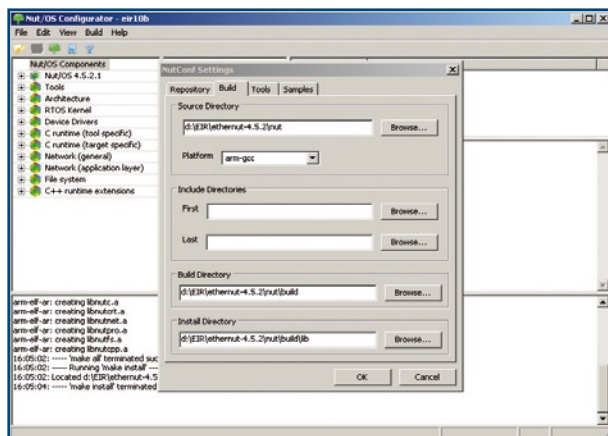 Nut/OS Configurator - eir10b
File Edit View Build Help
Nut/OS Components
Nut/OS 4.5.2.1
Tools
Architecture
RTOS Kernel
Device Drivers
C runtime (tool specific)
C runtime (target specific)
Network (general)
Network (application layer)
File system
C++ runtime extensions
NutConf Settings
Repository Build Tools Samples
Source Directory
d:\EIR\ethernut-4.5.2\nut Browse...
Platform arm-gcc
Include Directories
First Browse...
Last Browse...
Build Directory
d:\EIR\ethernut-4.5.2\nut\build Browse...
Install Directory
d:\EIR\ethernut-4.5.2\nut\build\lib Browse...
OK Cancel
arm-elf-ar: creating libnutc.a
arm-elf-ar: creating libnutcrt.a
arm-elf-ar: creating libnutnet.a
arm-elf-ar: creating libnutpro.a
arm-elf-ar: creating libnutfs.a
arm-elf-ar: creating libnutcpp.a
16:05:02: ----- 'make all' terminated suc
16:05:02: ----- Running 'make install' ---
16:05:02: Located d:\EIR\ethernut-4.5
16:05:04: ----- 'make install' terminated